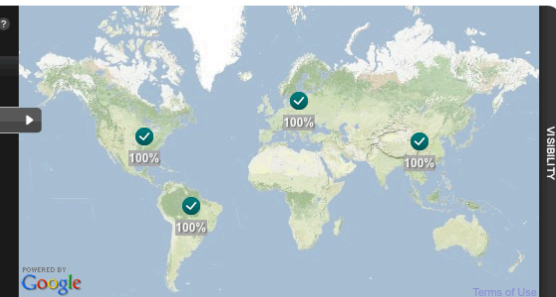 ?
100%
100%
100%
100%
VISIBILITY
POWERED BY
Google
Terms of Use